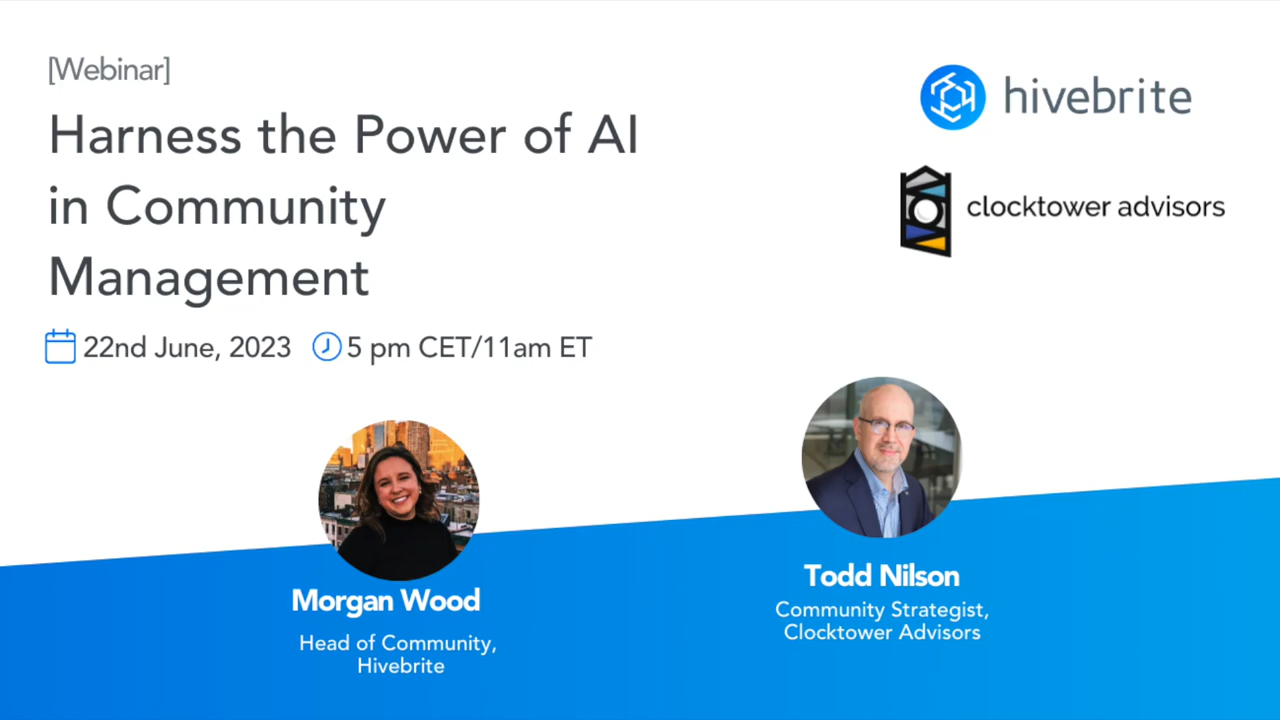 [Webinar]
Harness the Power of AI
in Community
Management
22nd June, 2023 5 pm CET/11am ET
hivebrite
clocktower advisors
Morgan Wood
Head of Community,
Hivebrite
Todd Nilson
Community Strategist,
Clocktower Advisors